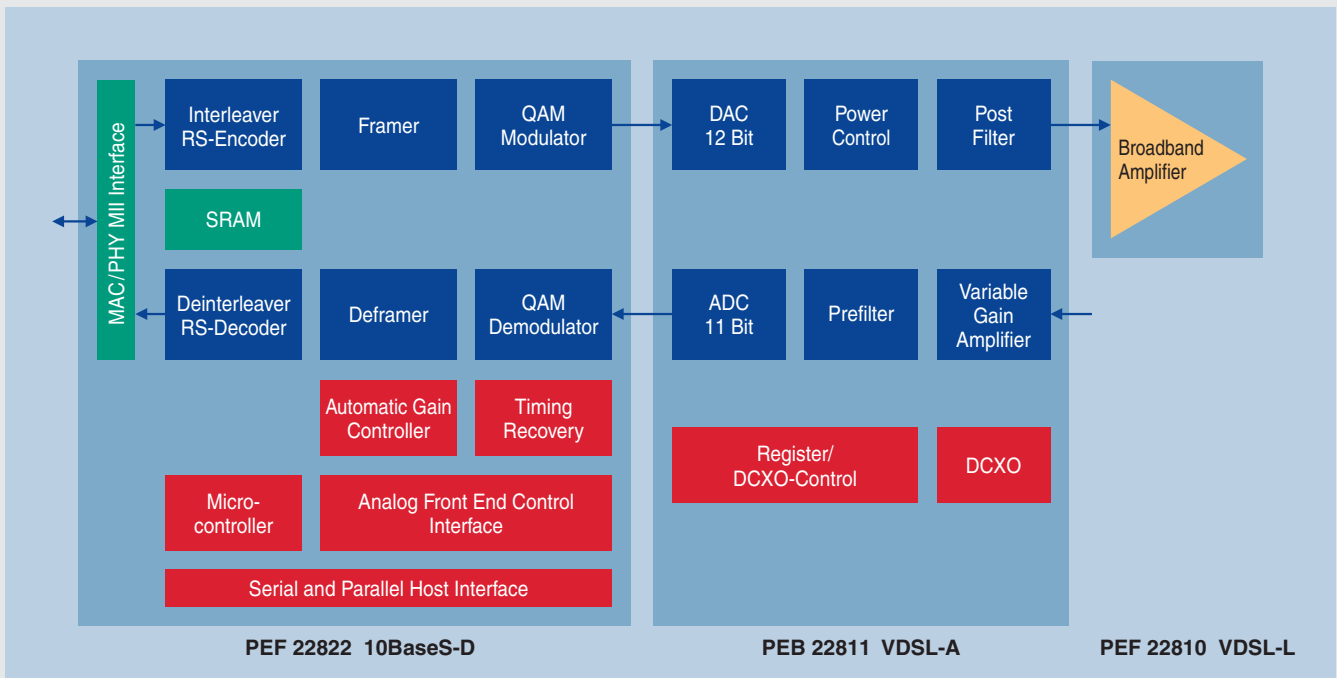 MAC/PHY MII Interface
Interleaver
RS-Encoder
Framer
QAM
Modulator
DAC
12 Bit
Power
Control
Post
Filter
Broadband
Amplifier
SRAM
Deinterleaver
RS-Decoder
Deframer
QAM
Demodulator
ADC
11 Bit
Prefilter
Variable
Gain
Amplifier
Automatic Gain
Controller
Timing
Recovery
Register/
DCXO-Control
DCXO
Micro-
controller
Analog Front End Control
Interface
Serial and Parallel Host Interface
PEF 22822 10BaseS-D
PEB 22811 VDSL-A
PEF 22810 VDSL-L